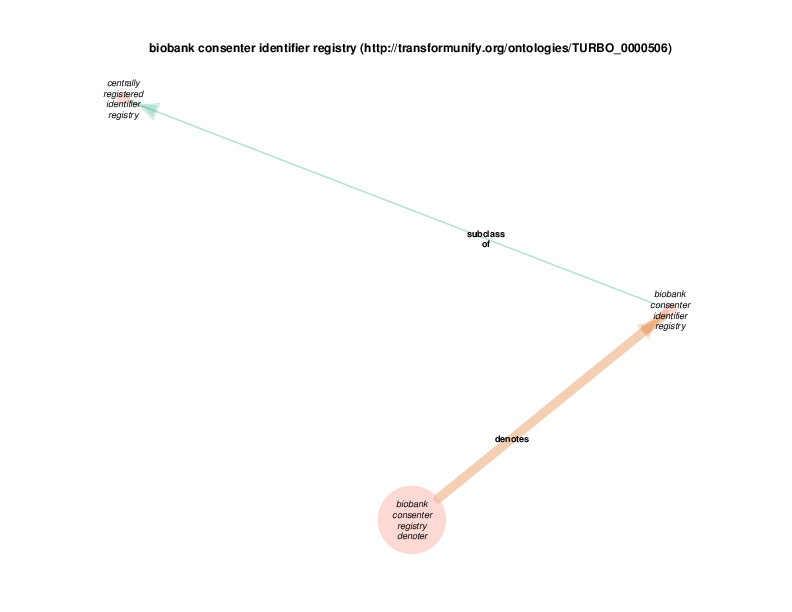 biobank consenter identifier registry (http://transformunify.org/ontologies/TURBO_0000506)
centrally
registered
identifier
registry
subclass
of
biobank
consenter
identifier
registry
denotes
biobank
consenter
registry
denoter